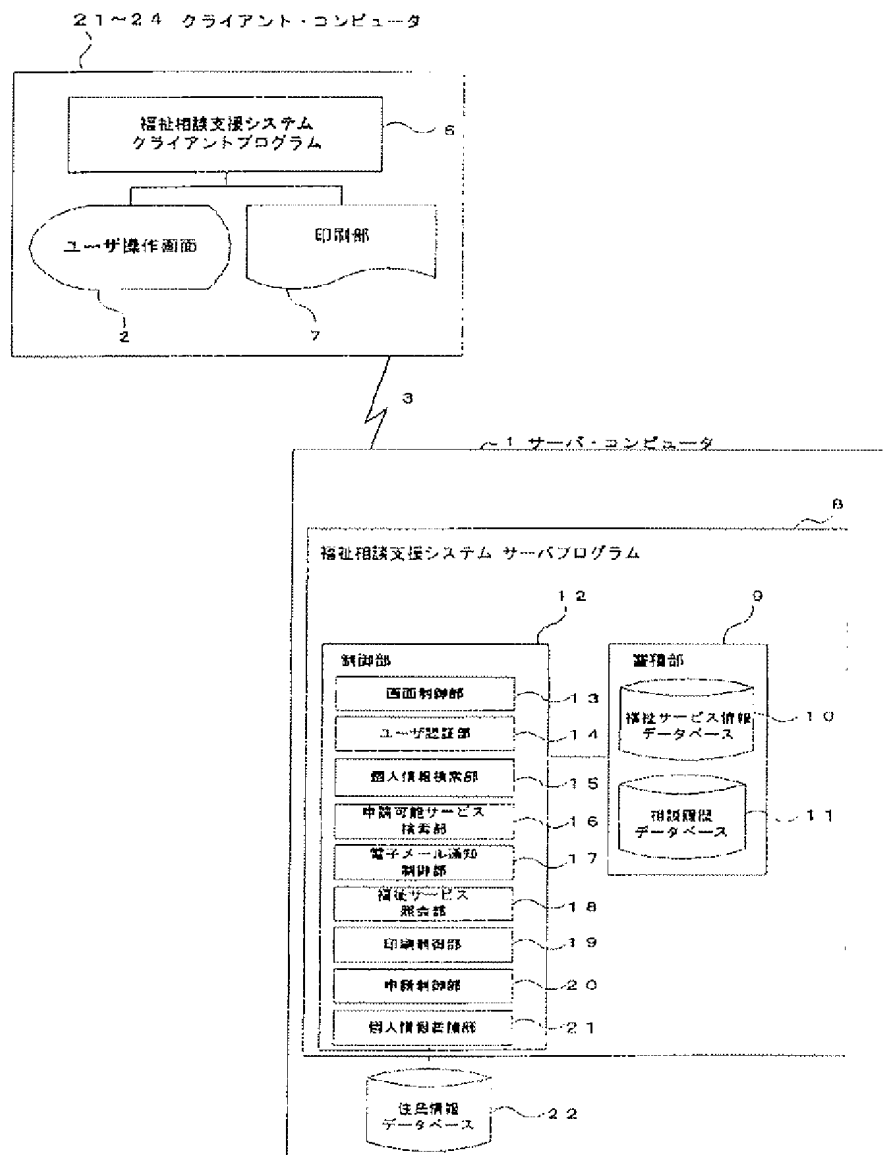 21～24 クライアント・コンピュータ
福祉相談支援システム
クライアントプログラム
6
ユーザ操作画面
印刷部
2
7
3
1 サーバ・コンピュータ
8
福祉相談支援システム サーバプログラム
12
9
制御部
蓄積部
画面制御部
13
ユーザ認証部
14
個人情報検索部
15
申請可能サービス
検索部
16
電子メール通知
制御部
17
福祉サービス
照会部
18
印刷制御部
19
申請制御部
20
個人情報蓄積部
21
福祉サービス情報
データベース
10
相談履歴
データベース
11
住民情報
データベース
22